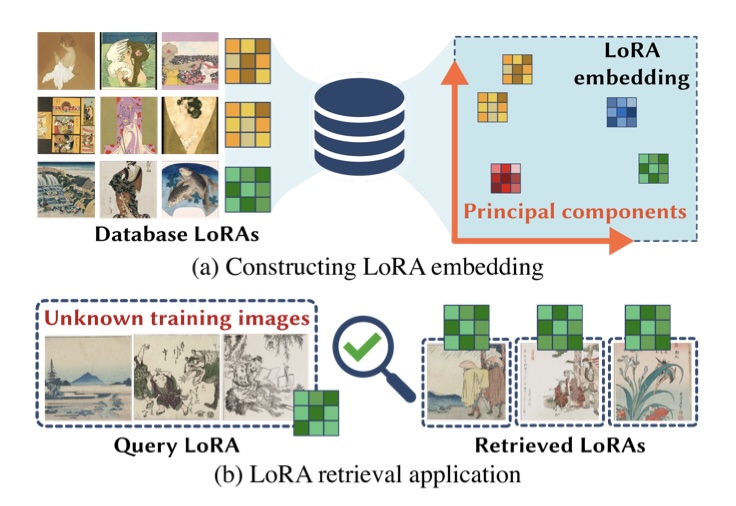 LoRA
embedding
Principal components
Database LoRAs
(a) Constructing LoRA embedding
Unknown training images
Query LoRA
Retrieved LoRAs
(b) LoRA retrieval application